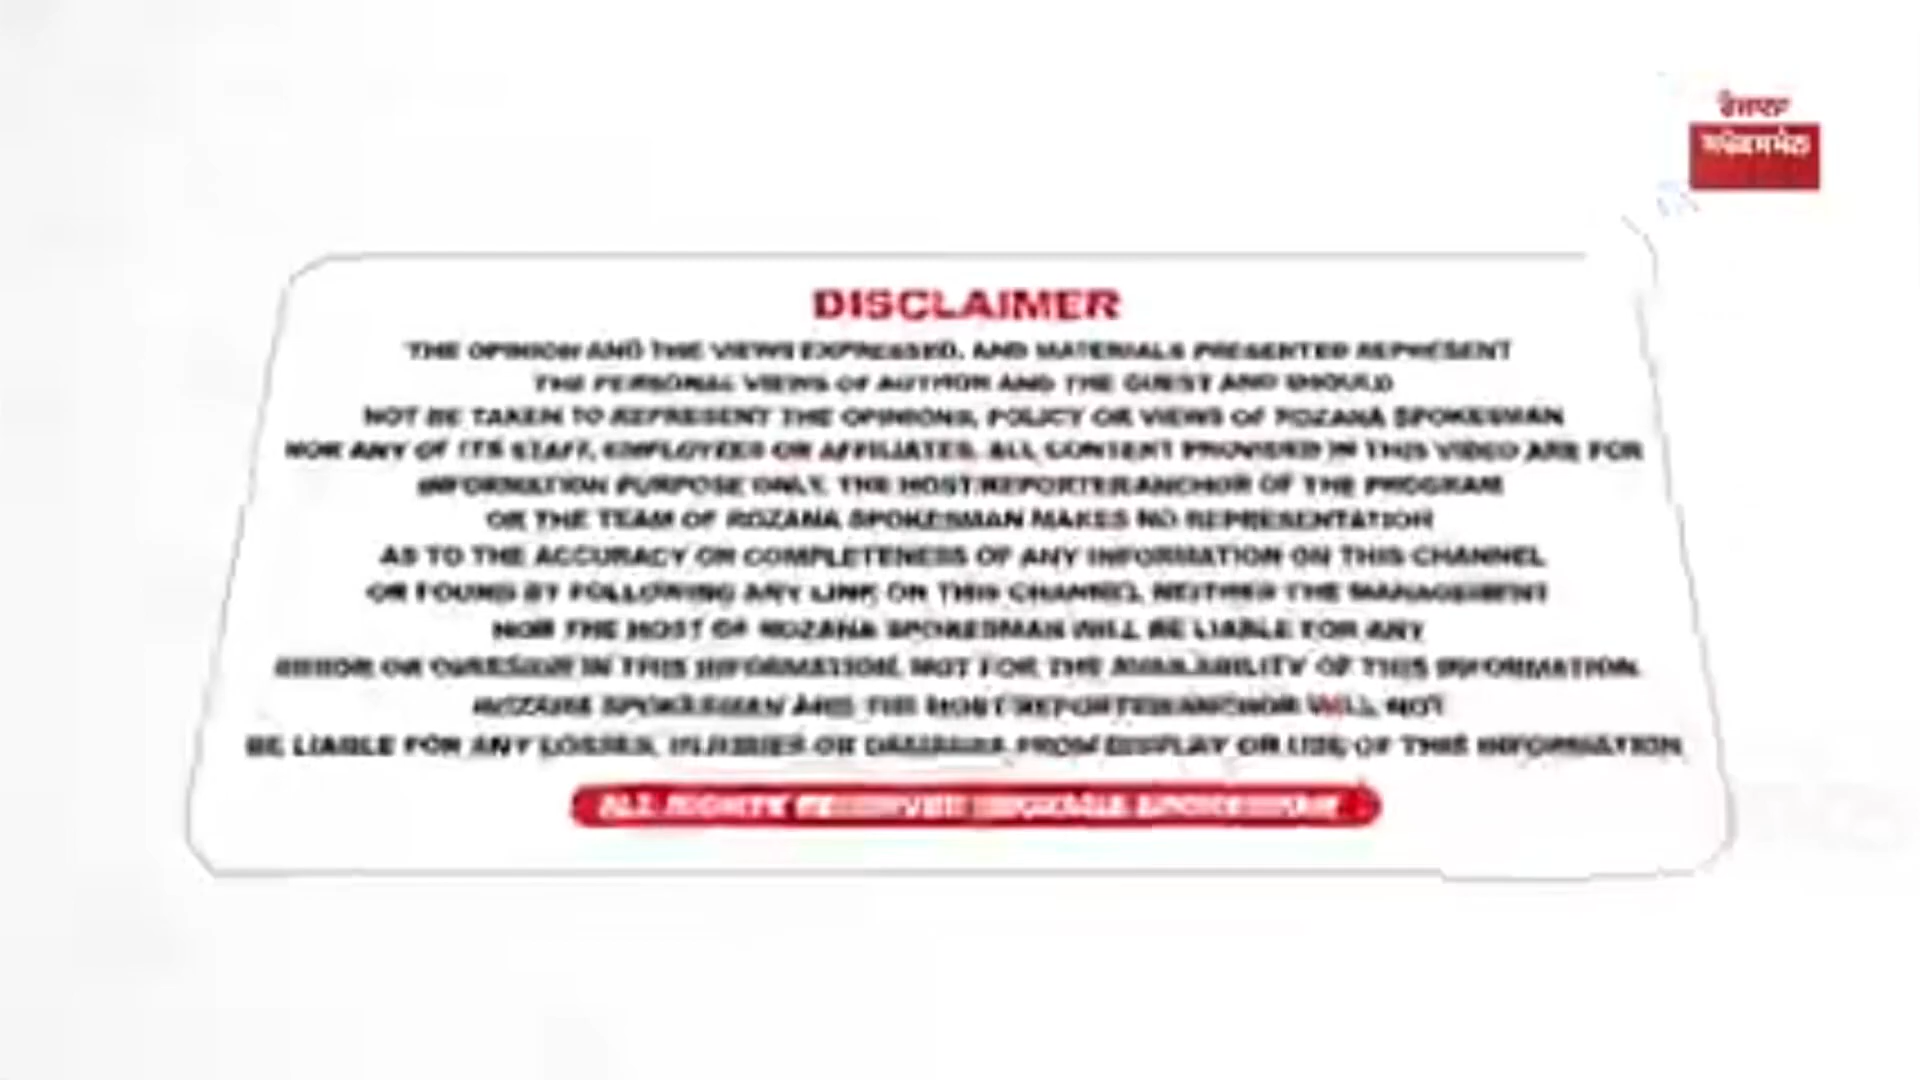 ਰੋਜ਼ਾਨਾ
ਸਪੋਕਸਮੈਨ
DISCLAIMER
THE OPINION AND THE VIEWS EXPRESSED, AND MATERIALS PRESENTED REPRESENT
THE PERSONAL VIEWS OF AUTHOR AND THE GUEST AND SHOULD
NOT BE TAKEN TO REPRESENT THE OPINIONS, POLICY OR VIEWS OF ROZANA SPOKESMAN
NOR ANY OF ITS STAFF, EMPLOYEES OR AFFILIATES. ALL CONTENT PROVIDED IN THIS VIDEO ARE FOR
INFORMATION PURPOSE ONLY. THE HOST/REPORTER/ANCHOR OF THE PROGRAM
OR THE TEAM OF ROZANA SPOKESMAN MAKES NO REPRESENTATION
AS TO THE ACCURACY OR COMPLETENESS OF ANY INFORMATION ON THIS CHANNEL
OR FOUND BY FOLLOWING ANY LINK ON THIS CHANNEL. NEITHER THE MANAGEMENT
NOR THE HOST OF ROZANA SPOKESMAN WILL BE LIABLE FOR ANY
ERROR OR IN THIS INFORMATION, NOT FOR THE AVAILABILITY OF THIS INFORMATION.
ROZANA SPOKESMAN AND THE HOST/REPORTER/ANCHOR WILL NOT
BE LIABLE FOR ANY LOSSES, INJURIES OR DAMAGES FROM DISPLAY OR USE OF THIS INFORMATION.
ALL RIGHTS RESERVED ROZANA SPOKESMAN